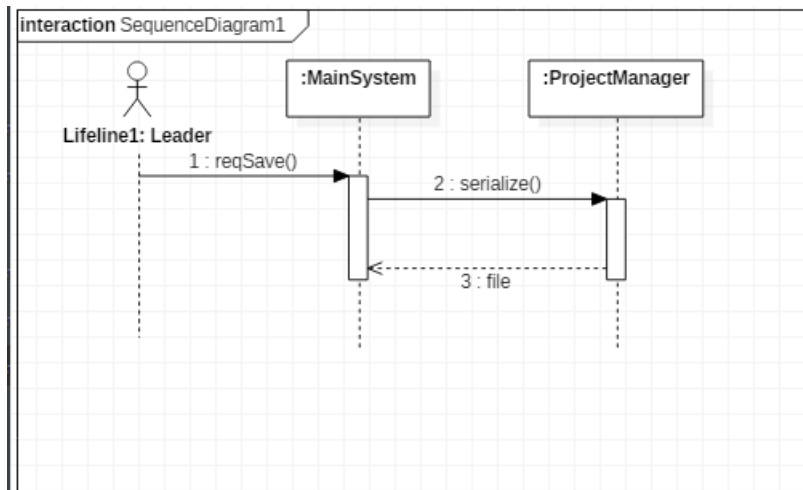 interaction SequenceDiagram1
:MainSystem
:ProjectManager
Lifeline1: Leader
1 : reqSave()
2 : serialize()
3 : file